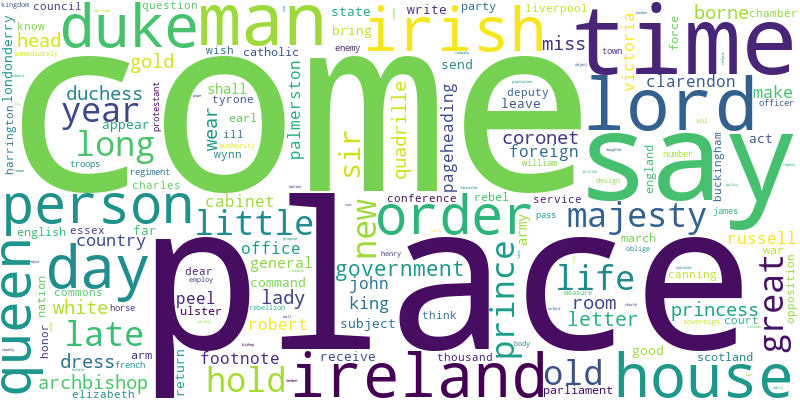 duke man irish time
come
lord
say
place
borne chamber
council question state write party liverpool
know wish catholic bring enemy send miss town force victoria
head gold
londonderry
harrington
duchess shall tyrone earl
year appear wear ill wynn
protestant
palmerston
sir
quadrille
pageheading
deputy leave
clarendon make officer
coronet
foreign
william
act
england number vol
buckingham
james
long
troops regiment authority
charles
person
little order majesty
cabinet conference rebel service
new
army
pass
design
daughter
english essex far
country
office
general command
dear employ
queen day
prince
government
john king
subject think
henry
march oblige
russell
war
canning
opposition
life
room
letter
measure church
princess
court
sovereign
great
nation
commons
white horse
peel
ulster
lady
robert rebellion
late
honor
arm
dress french
return
footnote receive thousand body
hold ireland old house
archbishop
elizabeth
bishop
parliament
scotland good
kingdom
immediately